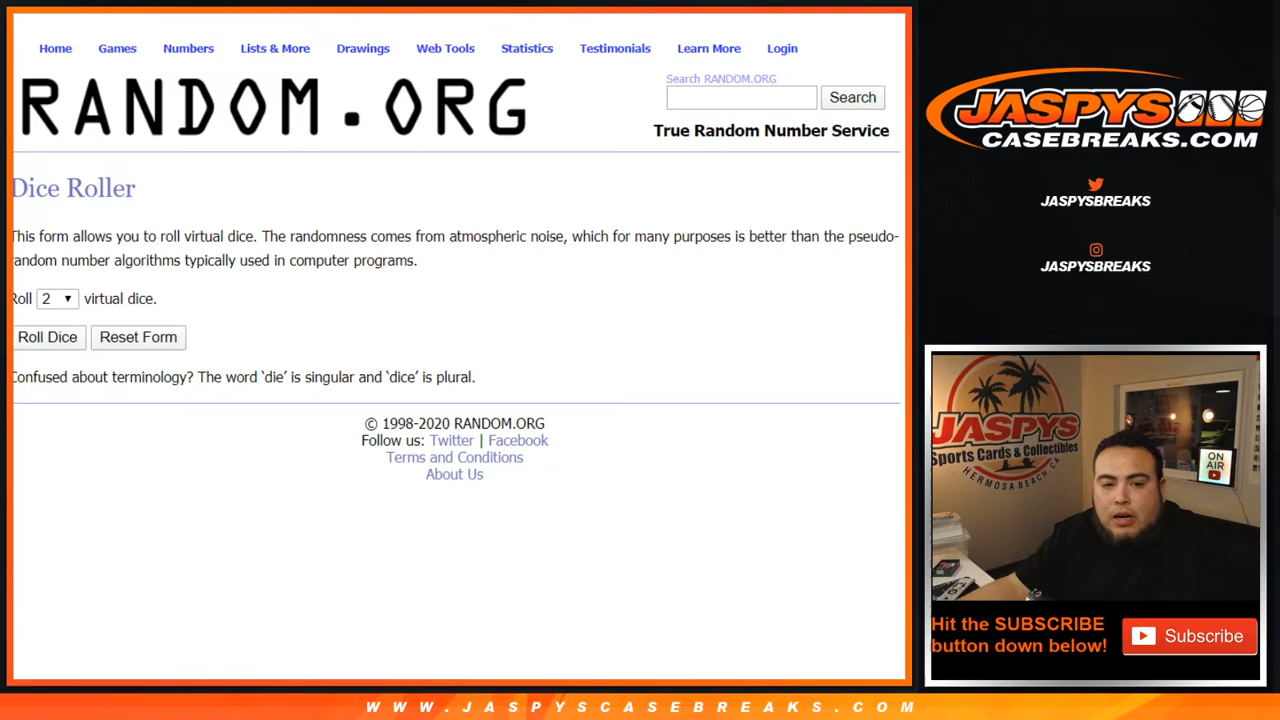 Home Games Numbers Lists & More Drawings Web Tools Statistics Testimonials Learn More Login
RANDOM.ORG
Search RANDOM.ORG
Search
True Random Number Service
Dice Roller
This form allows you to roll virtual dice. The randomness comes from atmospheric noise, which for many purposes is better than the pseudo-
random number algorithms typically used in computer programs.
Roll 2 virtual dice.
Roll Dice Reset Form
Confused about terminology? The word ‘die’ is singular and ‘dice’ is plural.
© 1998-2020 RANDOM.ORG
Follow us: Twitter | Facebook
Terms and Conditions
About Us
JASPYS
CASEBREAKS.COM
JASPYSBREAKS
JASPYSBREAKS
JASPYS
Sports Cards & Collectibles
HERMOSA BEACH, CA
ON
AIR
Hit the SUBSCRIBE
button down below!
Subscribe
WWW.JASPYSCASEBREAKS.COM